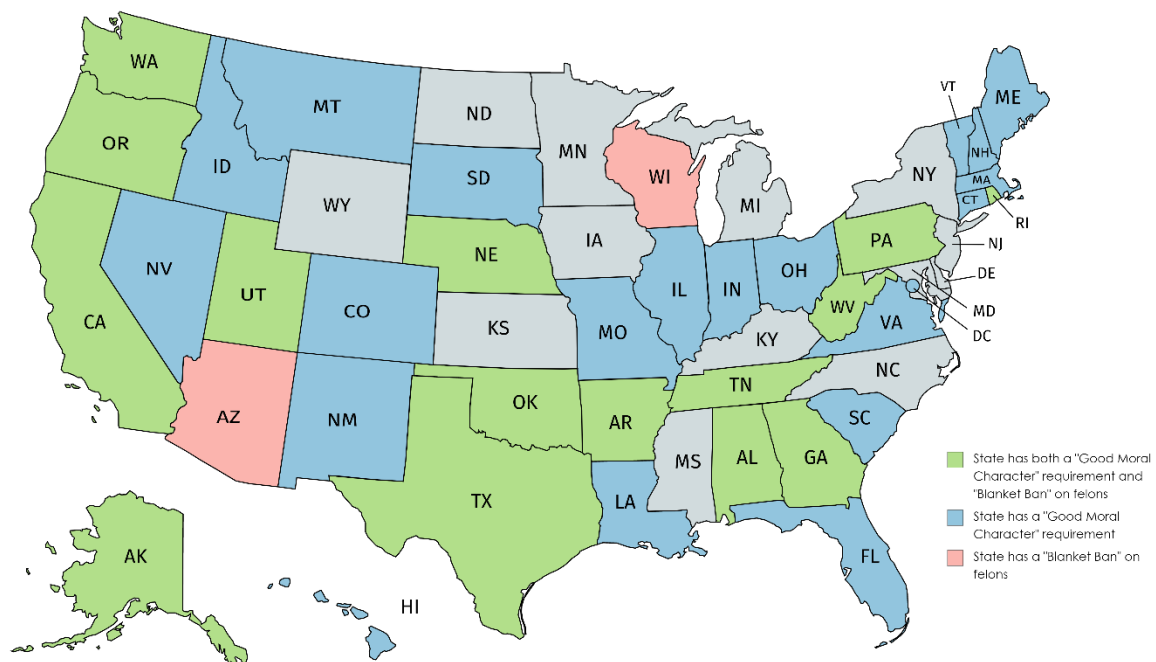 WA
MT
ND
MN
VT
ME
OR
ID
SD
WI
NH
NY
MA
WY
MI
CT
RI
IA
NE
PA
NJ
NV
OH
DE
UT
IL
IN
CA
CO
WV
MD
KS
MO
VA
KY
DC
NC
TN
OK
AZ
NM
AR
SC
MS
AL
GA
State has both a "Good Moral
Character" requirement and
"Blanket Ban" on felons
TX
LA
State has a "Good Moral
Character" requirement
AK
FL
State has a "Blanket Ban" on
felons
HI